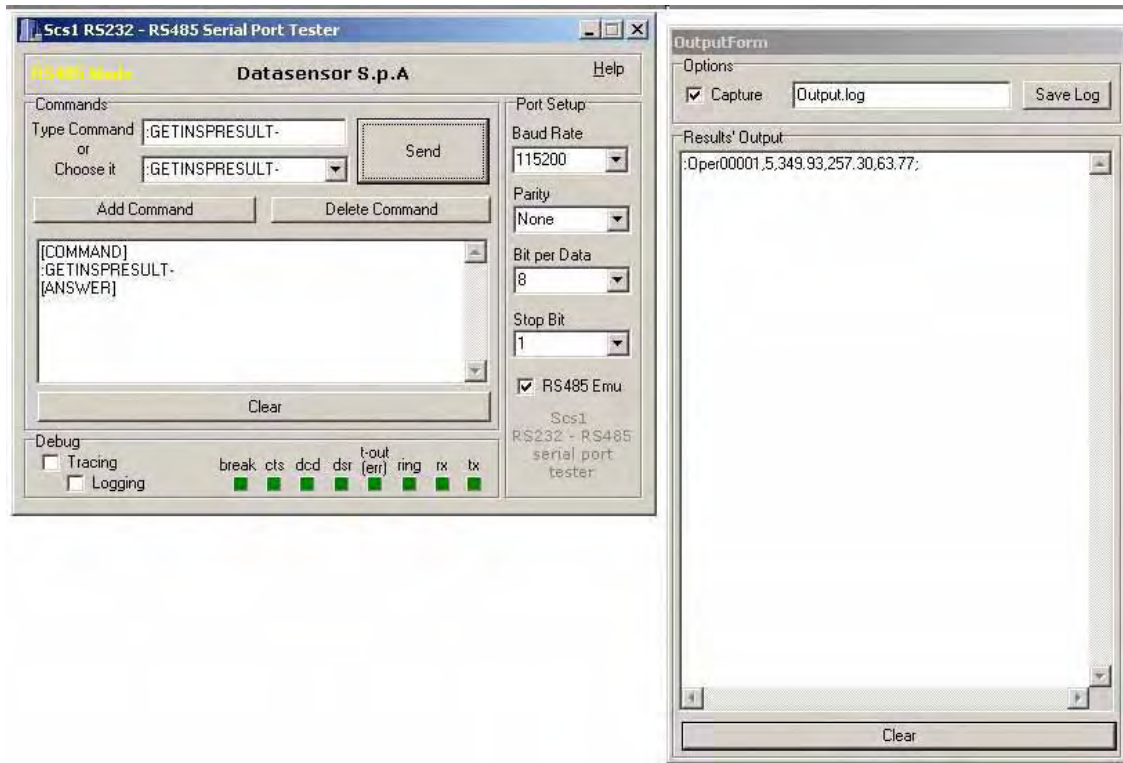 Scs1 RS232 - RS485 Serial Port Tester
RS485 Mode
Datasensor S.p.A
Help
Commands
Type Command
:GETINSPRESULT-
or
Choose it
:GETINSPRESULT-
Send
Add Command
Delete Command
[COMMAND]
:GETINSPRESULT-
[ANSWER]
Clear
Debug
Tracing
Logging
break cts dcd dsr t-out (err) ring rx tx
Port Setup
Baud Rate
115200
Parity
None
Bit per Data
8
Stop Bit
1
RS485 Emu
Scs1
RS232 - RS485
serial port
tester
OutputForm
Options
Capture
Output.log
Save Log
Results' Output
:Oper00001,5,349.93,257.30,63.77;
Clear